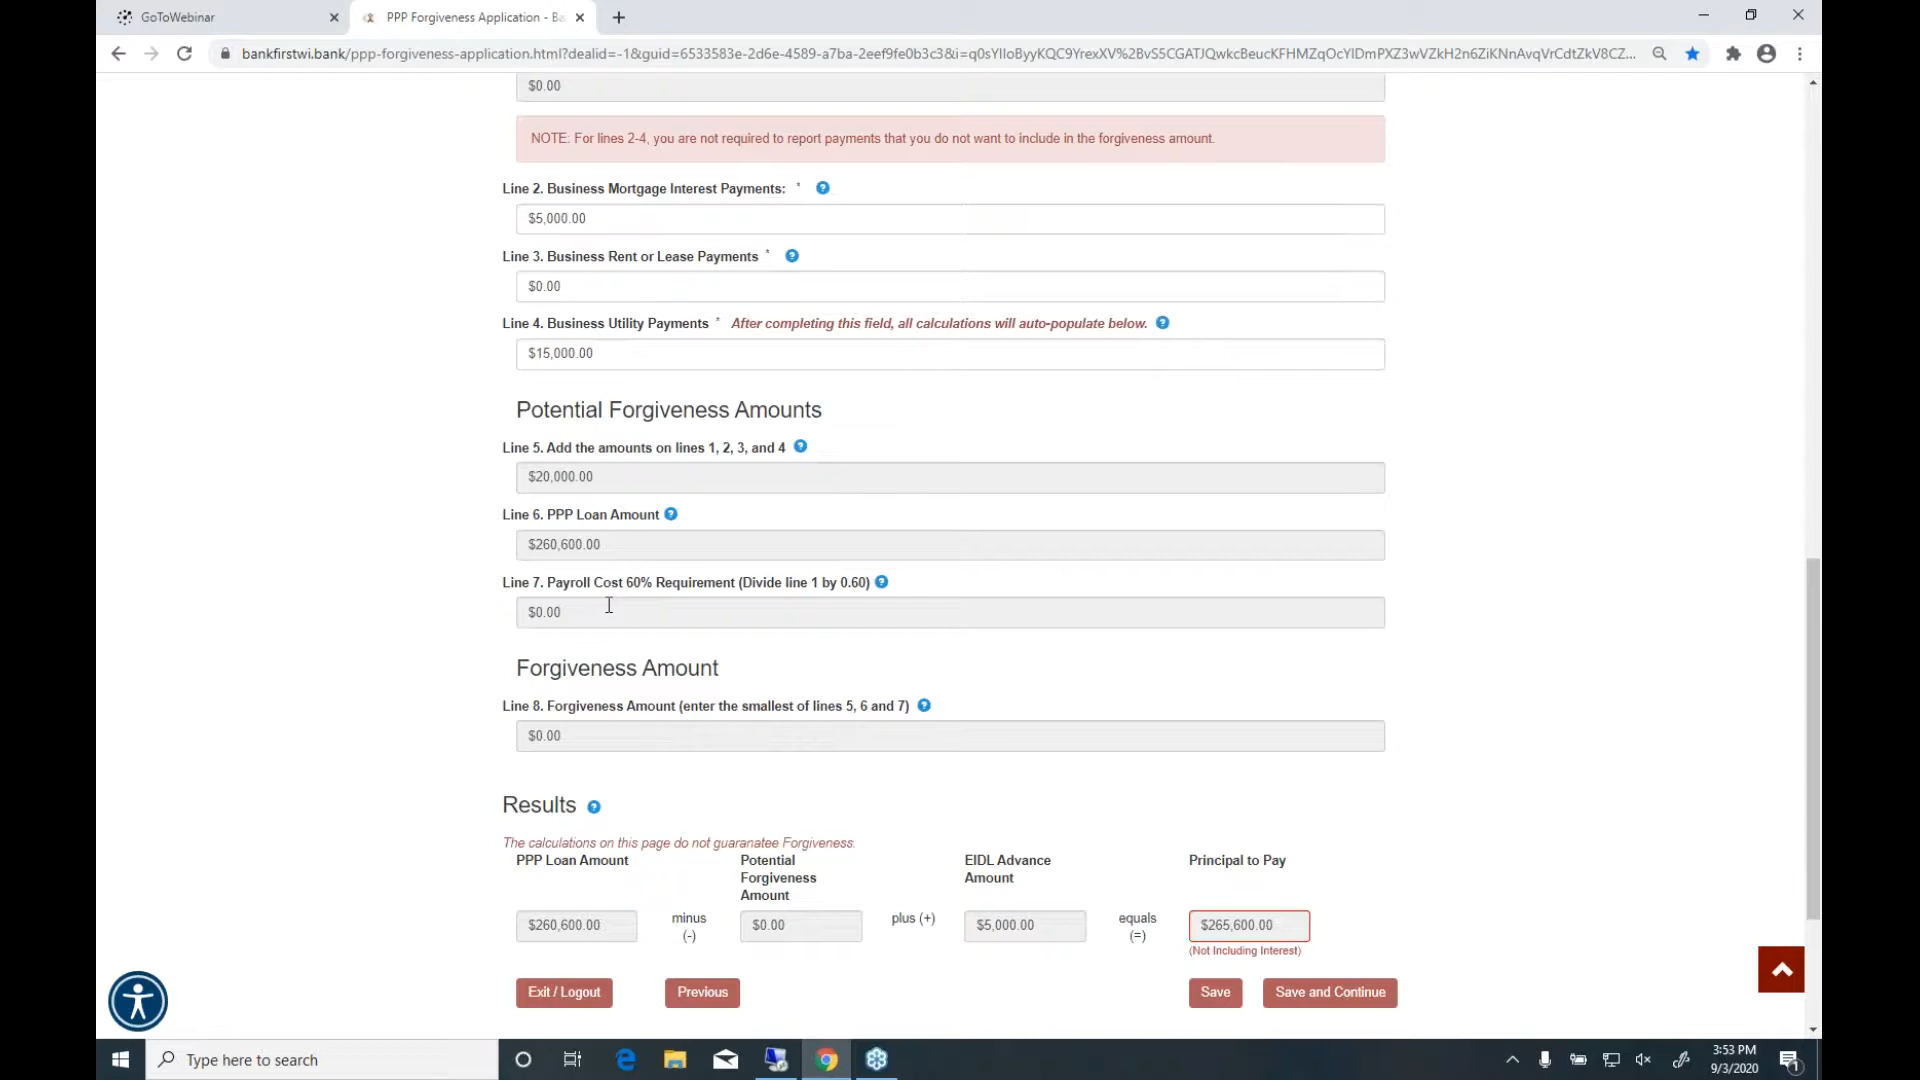 GoToWebinar
PPP Forgiveness Application - Ba
bankfirstwi.bank/ppp-forgiveness-application.html?dealid=-1&guid=6533583e-2d6e-4589-a7ba-2eef9fe0b3c3&i=
$0.00
NOTE: For lines 2-4, you are not required to report payments that you do not want to include in the forgiveness amount.
Line 2. Business Mortgage Interest Payments: * ?
$5,000.00
Line 3. Business Rent or Lease Payments * ?
$0.00
Line 4. Business Utility Payments * After completing this field, all calculations will auto-populate below. ?
$15,000.00
Potential Forgiveness Amounts
Line 5. Add the amounts on lines 1, 2, 3, and 4 ?
$20,000.00
Line 6. PPP Loan Amount ?
$260,600.00
Line 7. Payroll Cost 60% Requirement (Divide line 1 by 0.60) ?
$0.00
Forgiveness Amount
Line 8. Forgiveness Amount (enter the smallest of lines 5, 6 and 7) ?
$0.00
Results ?
The calculations on this page do not guaranatee Forgiveness.
PPP Loan Amount
Potential
Forgiveness
Amount
EIDL Advance
Amount
Principal to Pay
$260,600.00
minus
(-)
$0.00
plus (+)
$5,000.00
equals
(=)
$265,600.00
(Not Including Interest)
Exit / Logout
Previous
Save
Save and Continue
Type here to search
3:53 PM
9/3/2020
1